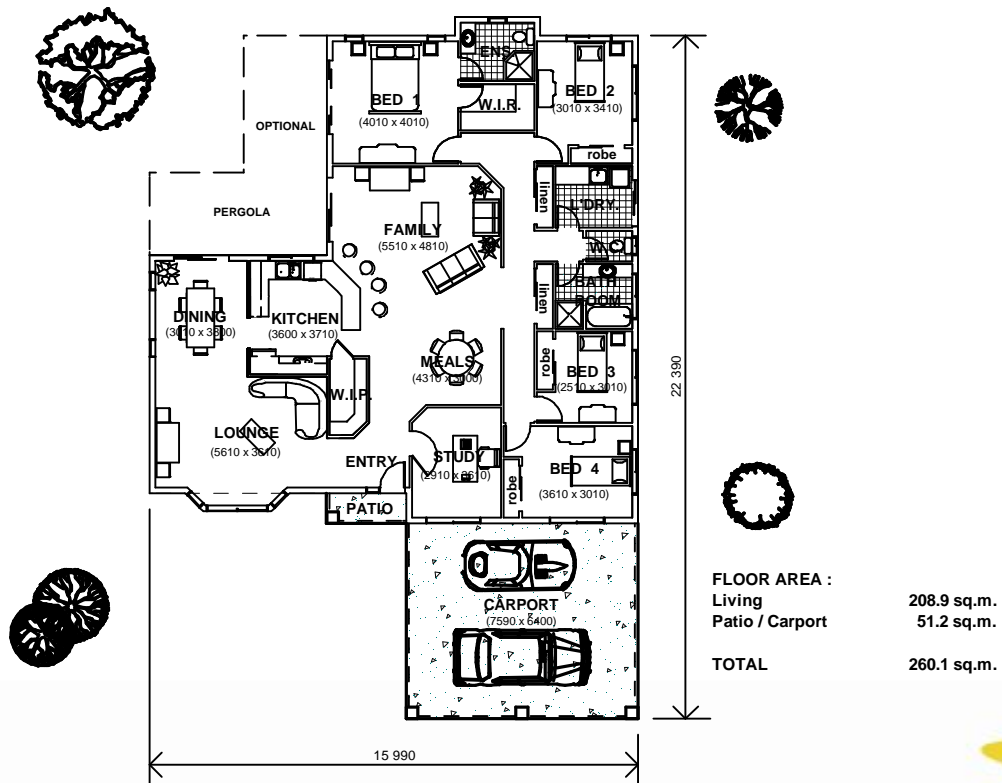 ENS
BED 1
(4010 x 4010)
W.I.R.
BED 2
(3010 x 3410)
OPTIONAL
robe
linen
L'DRY.
PERGOLA
FAMILY
(5510 x 4810)
W.C
BATH
ROOM
linen
DINING
KITCHEN
(3600 x 3710)
MEALS
robe
BED 3
(2510 x 3010)
22 390
W.I.P.
LOUNGE
(5610 x 3610)
ENTRY
STUDY
(2910 x 3610)
BED 4
(3610 x 3010)
robe
PATIO
CARPORT
(7590 x 6400)
FLOOR AREA :
Living 208.9 sq.m.
Patio / Carport 51.2 sq.m.
TOTAL 260.1 sq.m.
15 990